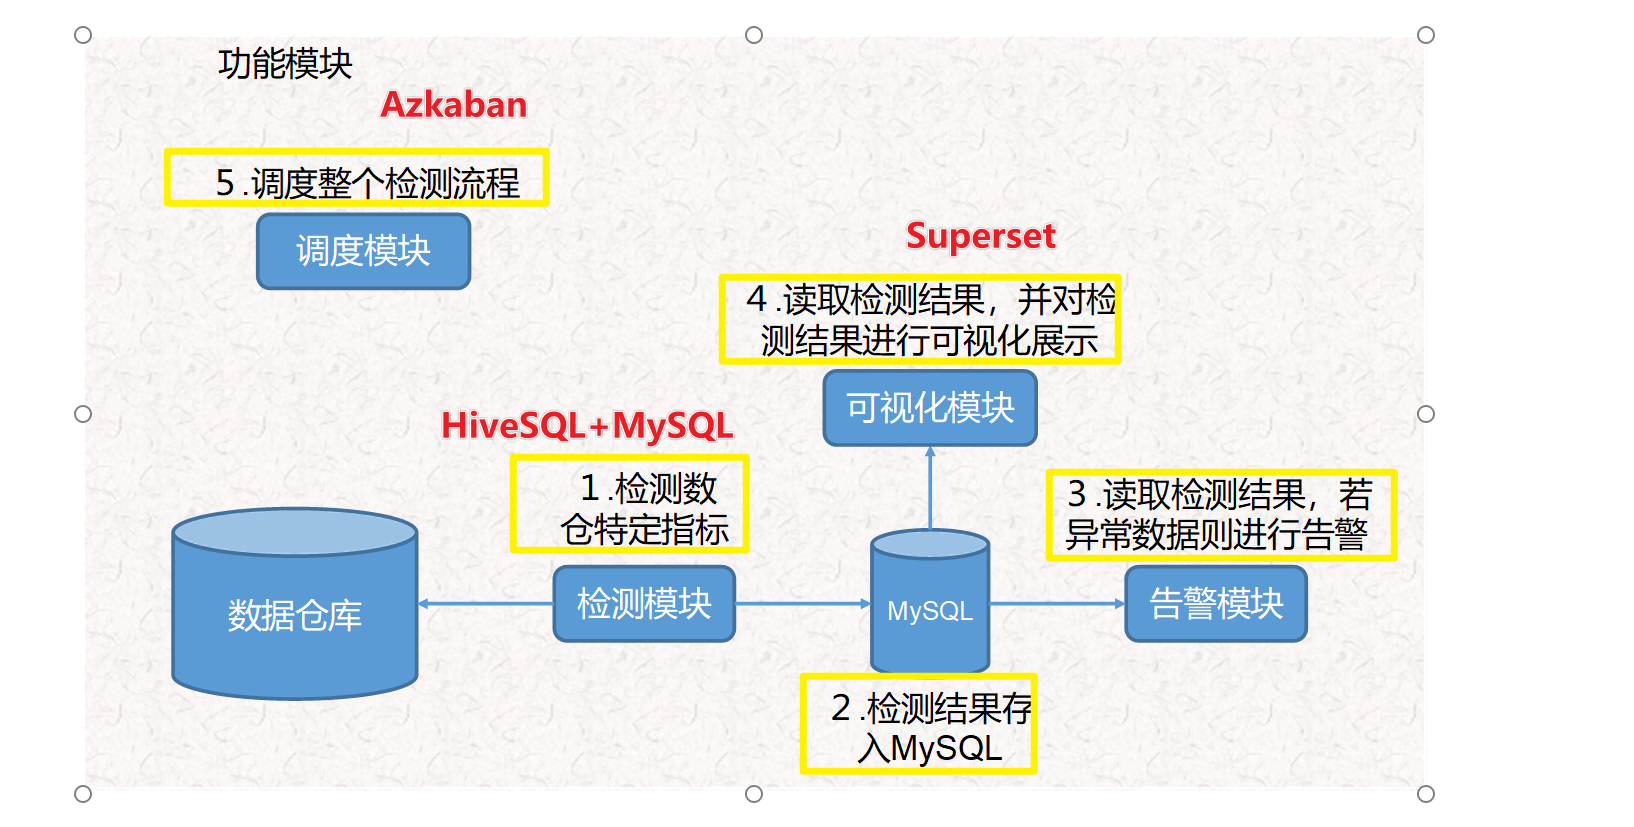 功能模块
Azkaban
5.调度整个检测流程
调度模块
Superset
4.读取检测结果，并对检
测结果进行可视化展示
可视化模块
HiveSQL+MySQL
1.检测数
仓特定指标
3.读取检测结果，若
异常数据则进行告警
数据仓库
检测模块
MySQL
告警模块
2.检测结果存
入MySQL